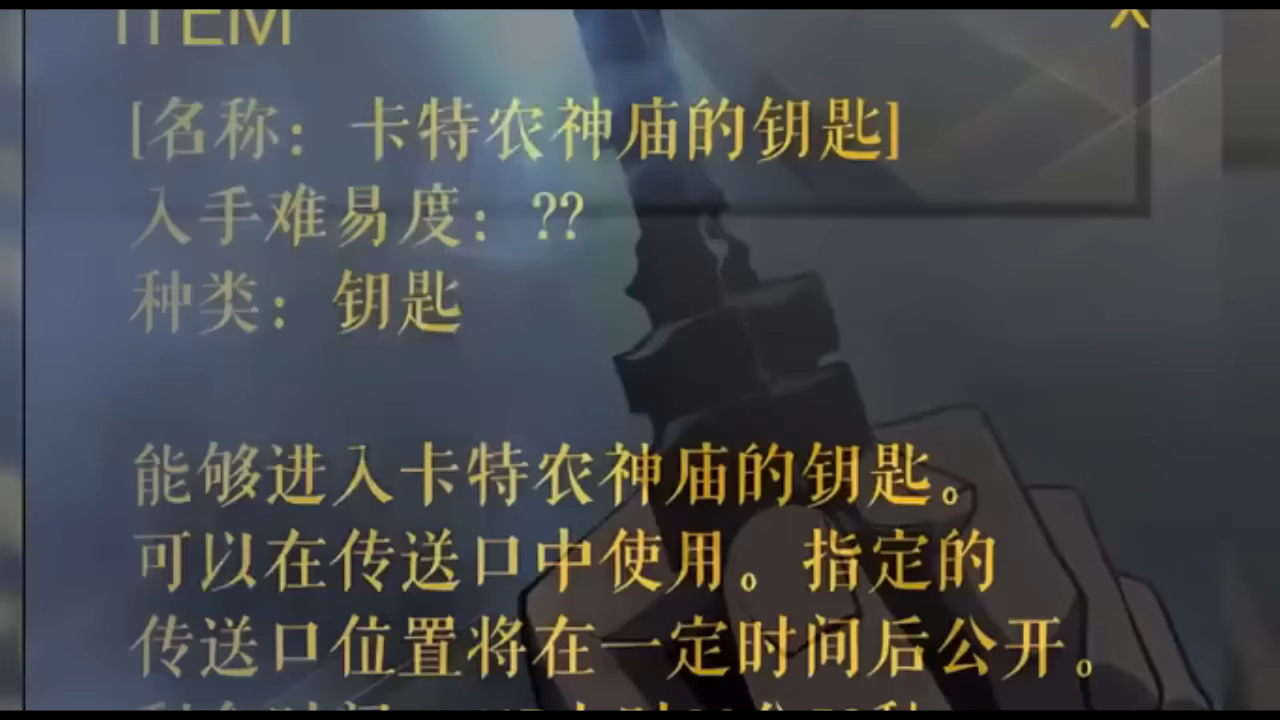 ITEM X
[名称：卡特农神庙的钥匙]
入手难易度：??
种类：钥匙
能够进入卡特农神庙的钥匙。
可以在传送口中使用。指定的
传送口位置将在一定时间后公开。